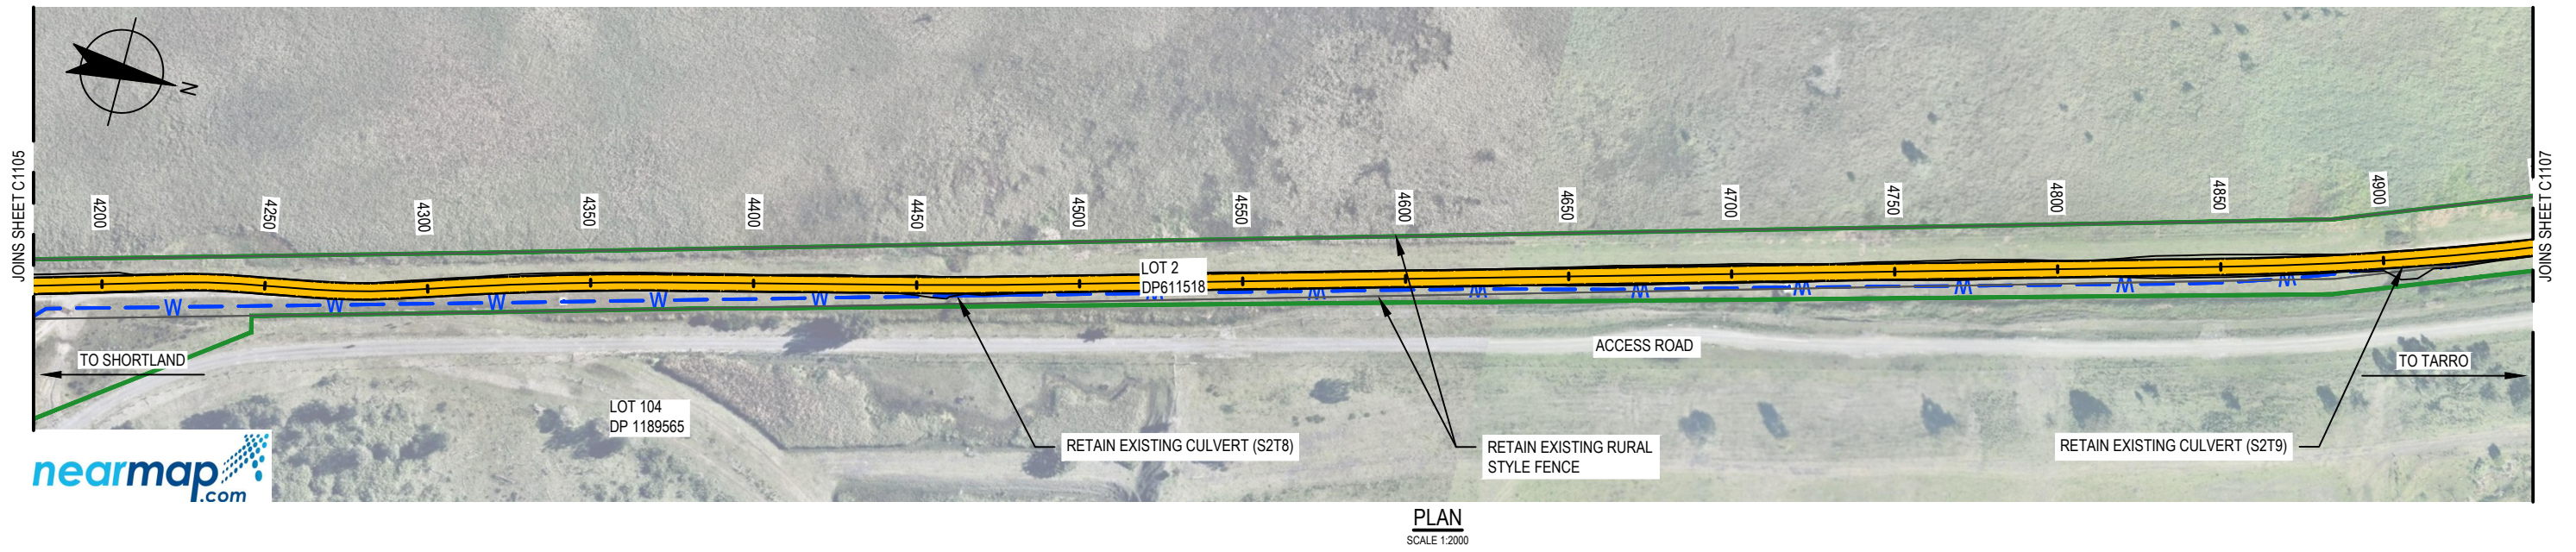 N
JOINS SHEET C1105
JOINS SHEET C1107
4200
4250
4300
4350
4400
4450
4500
4550
4600
4650
4700
4750
4800
4850
4900
LOT 2
DP611518
W W W W W W W W W W W W W W
TO SHORTLAND
ACCESS ROAD
TO TARRO
LOT 104
DP 1189565
RETAIN EXISTING CULVERT (S2T8)
RETAIN EXISTING RURAL
STYLE FENCE
RETAIN EXISTING CULVERT (S2T9)
nearmap
.com
PLAN
SCALE 1:2000